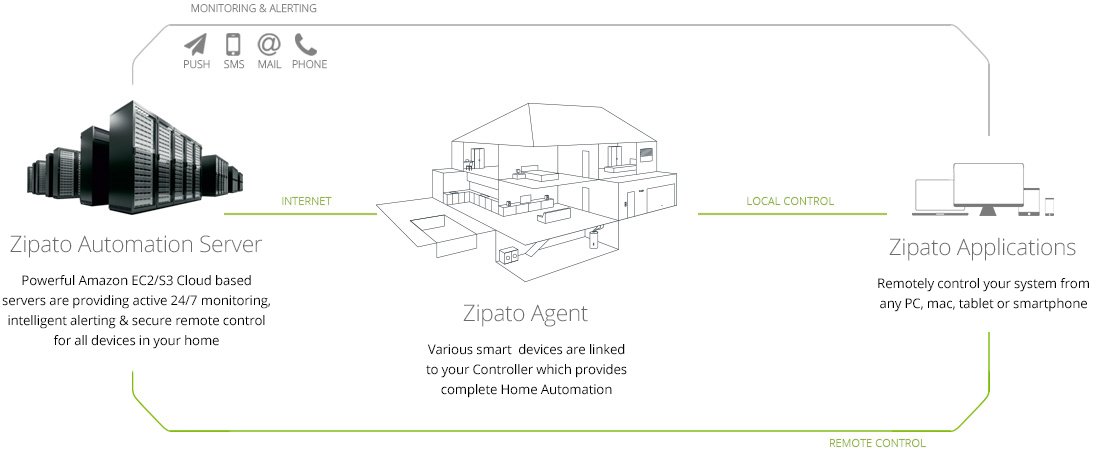 MONITORING & ALERTING
PUSH SMS MAIL PHONE
INTERNET
LOCAL CONTROL
Zipato Automation Server
Powerful Amazon EC2/S3 Cloud based
servers are providing active 24/7 monitoring,
intelligent alerting & secure remote control
for all devices in your home
Zipato Agent
Various smart devices are linked
to your Controller which provides
complete Home Automation
Zipato Applications
Remotely control your system from
any PC, mac, tablet or smartphone
REMOTE CONTROL